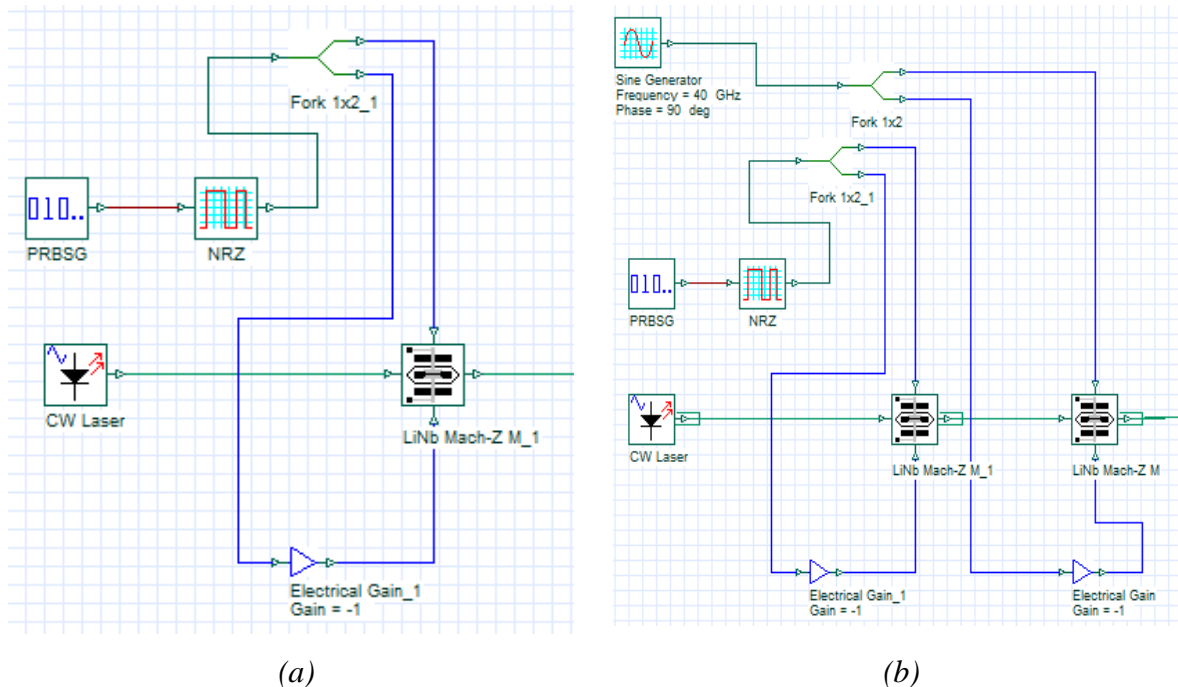 Fork 1x2_1
010..
PRBSG
NRZ
CW Laser
LiNb Mach-Z M_1
Electrical Gain_1
Gain = -1
(a)
Sine Generator
Frequency = 40 GHz
Phase = 90 deg
Fork 1x2
Fork 1x2_1
010..
PRBSG
NRZ
CW Laser
LiNb Mach-Z M_1
LiNb Mach-Z M
Electrical Gain_1
Gain = -1
Electrical Gain
Gain = -1
(b)